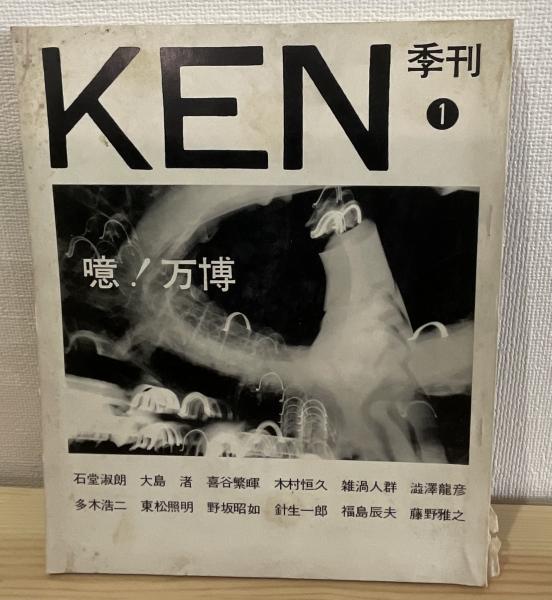 KEN
季刊
1
噫!万博
石堂淑朗 大島 渚 喜谷繁暉 木村恒久 雑渦人群 澁澤龍彦
多木浩二 東松照明 野坂昭如 針生一郎 福島辰夫 藤野雅之